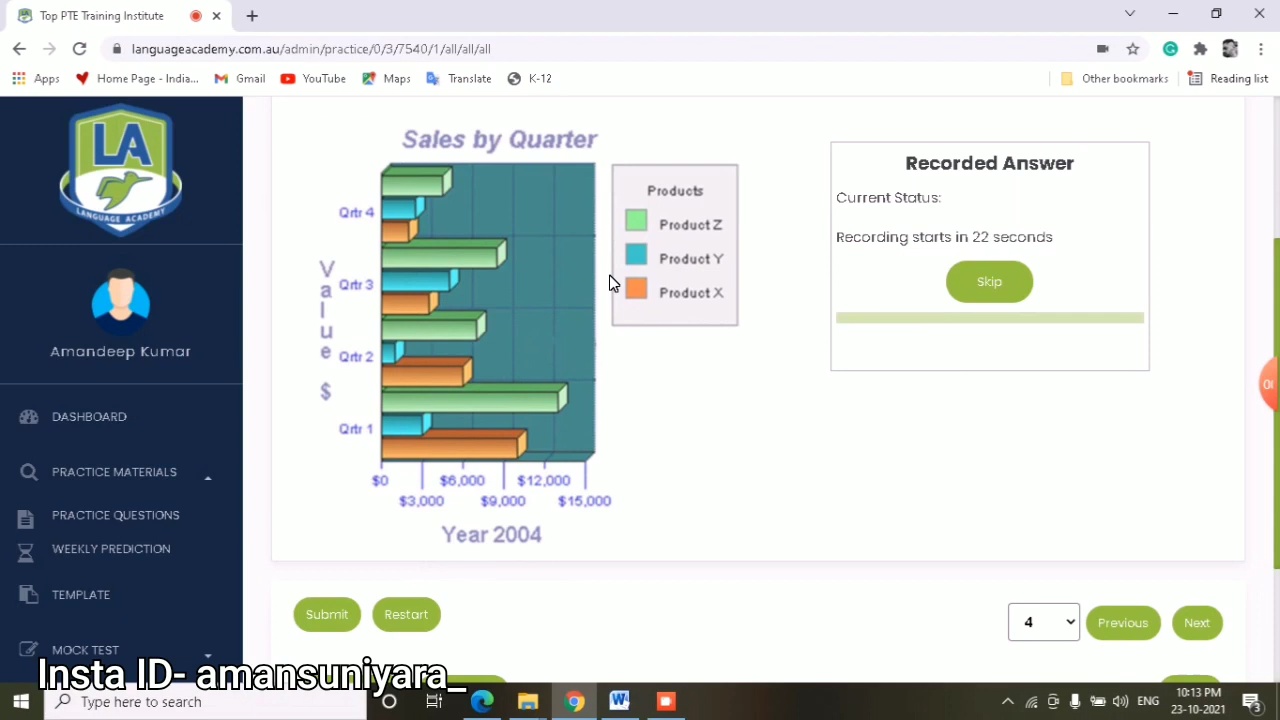 Top PTE Training Institute
languageacademy.com.au/admin/practice/0/3/7540/1/all/all/all
Apps
Home Page - India...
Gmail
YouTube
Maps
Translate
K-12
Other bookmarks
Reading list
LA
LANGUAGE ACADEMY
Amandeep Kumar
DASHBOARD
PRACTICE MATERIALS
PRACTICE QUESTIONS
WEEKLY PREDICTION
TEMPLATE
MOCK TEST
Sales by Quarter
Value $
Qrtr 4
Qrtr 3
Qrtr 2
Qrtr 1
$0
$6,000
$12,000
$3,000
$9,000
$15,000
Year 2004
Products
Product Z
Product Y
Product X
Recorded Answer
Current Status:
Recording starts in 22 seconds
Skip
Submit
Restart
4
Previous
Next
Insta ID- amansuniyara_
Type here to search
ENG
10:13 PM
23-10-2021
3